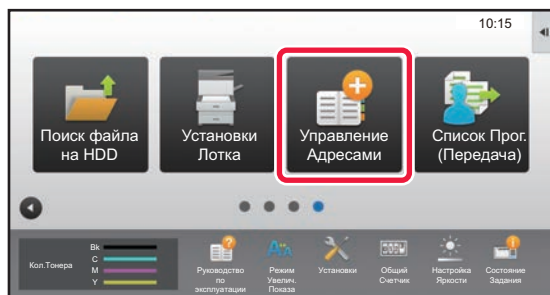 10:15
Поиск файла
на HDD
Установки
Лотка
Управление
Адресами
Список Прог.
(Передача)
Кол.Тонера
Bk
C
M
Y
Руководство
по
эксплуатации
Режим
Увелич.
Показа
Установки
Общий
Счетчик
Настройка
Яркости
Состояние
Задания